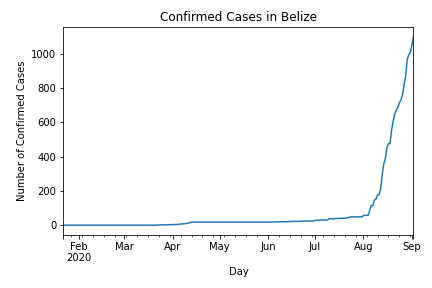 Confirmed Cases in Belize
Number of Confirmed Cases
1000
800
600
400
200
0
Feb Mar Apr May Jun Jul Aug Sep
2020
Day